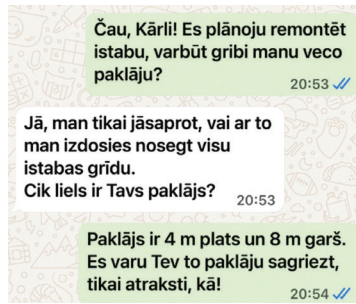 Čau, Kārli! Es plānoju remontēt
istabu, varbūt gribi manu veco
paklāju?
20:53
Jā, man tikai jāsaprot, vai ar to
man izdosies nosegt visu
istabas grīdu.
Cik liels ir Tavs paklājs?
20:53
Paklājs ir 4 m plats un 8 m garš.
Es varu Tev to paklāju sagriezt,
tikai atraksti, kā!
20:54